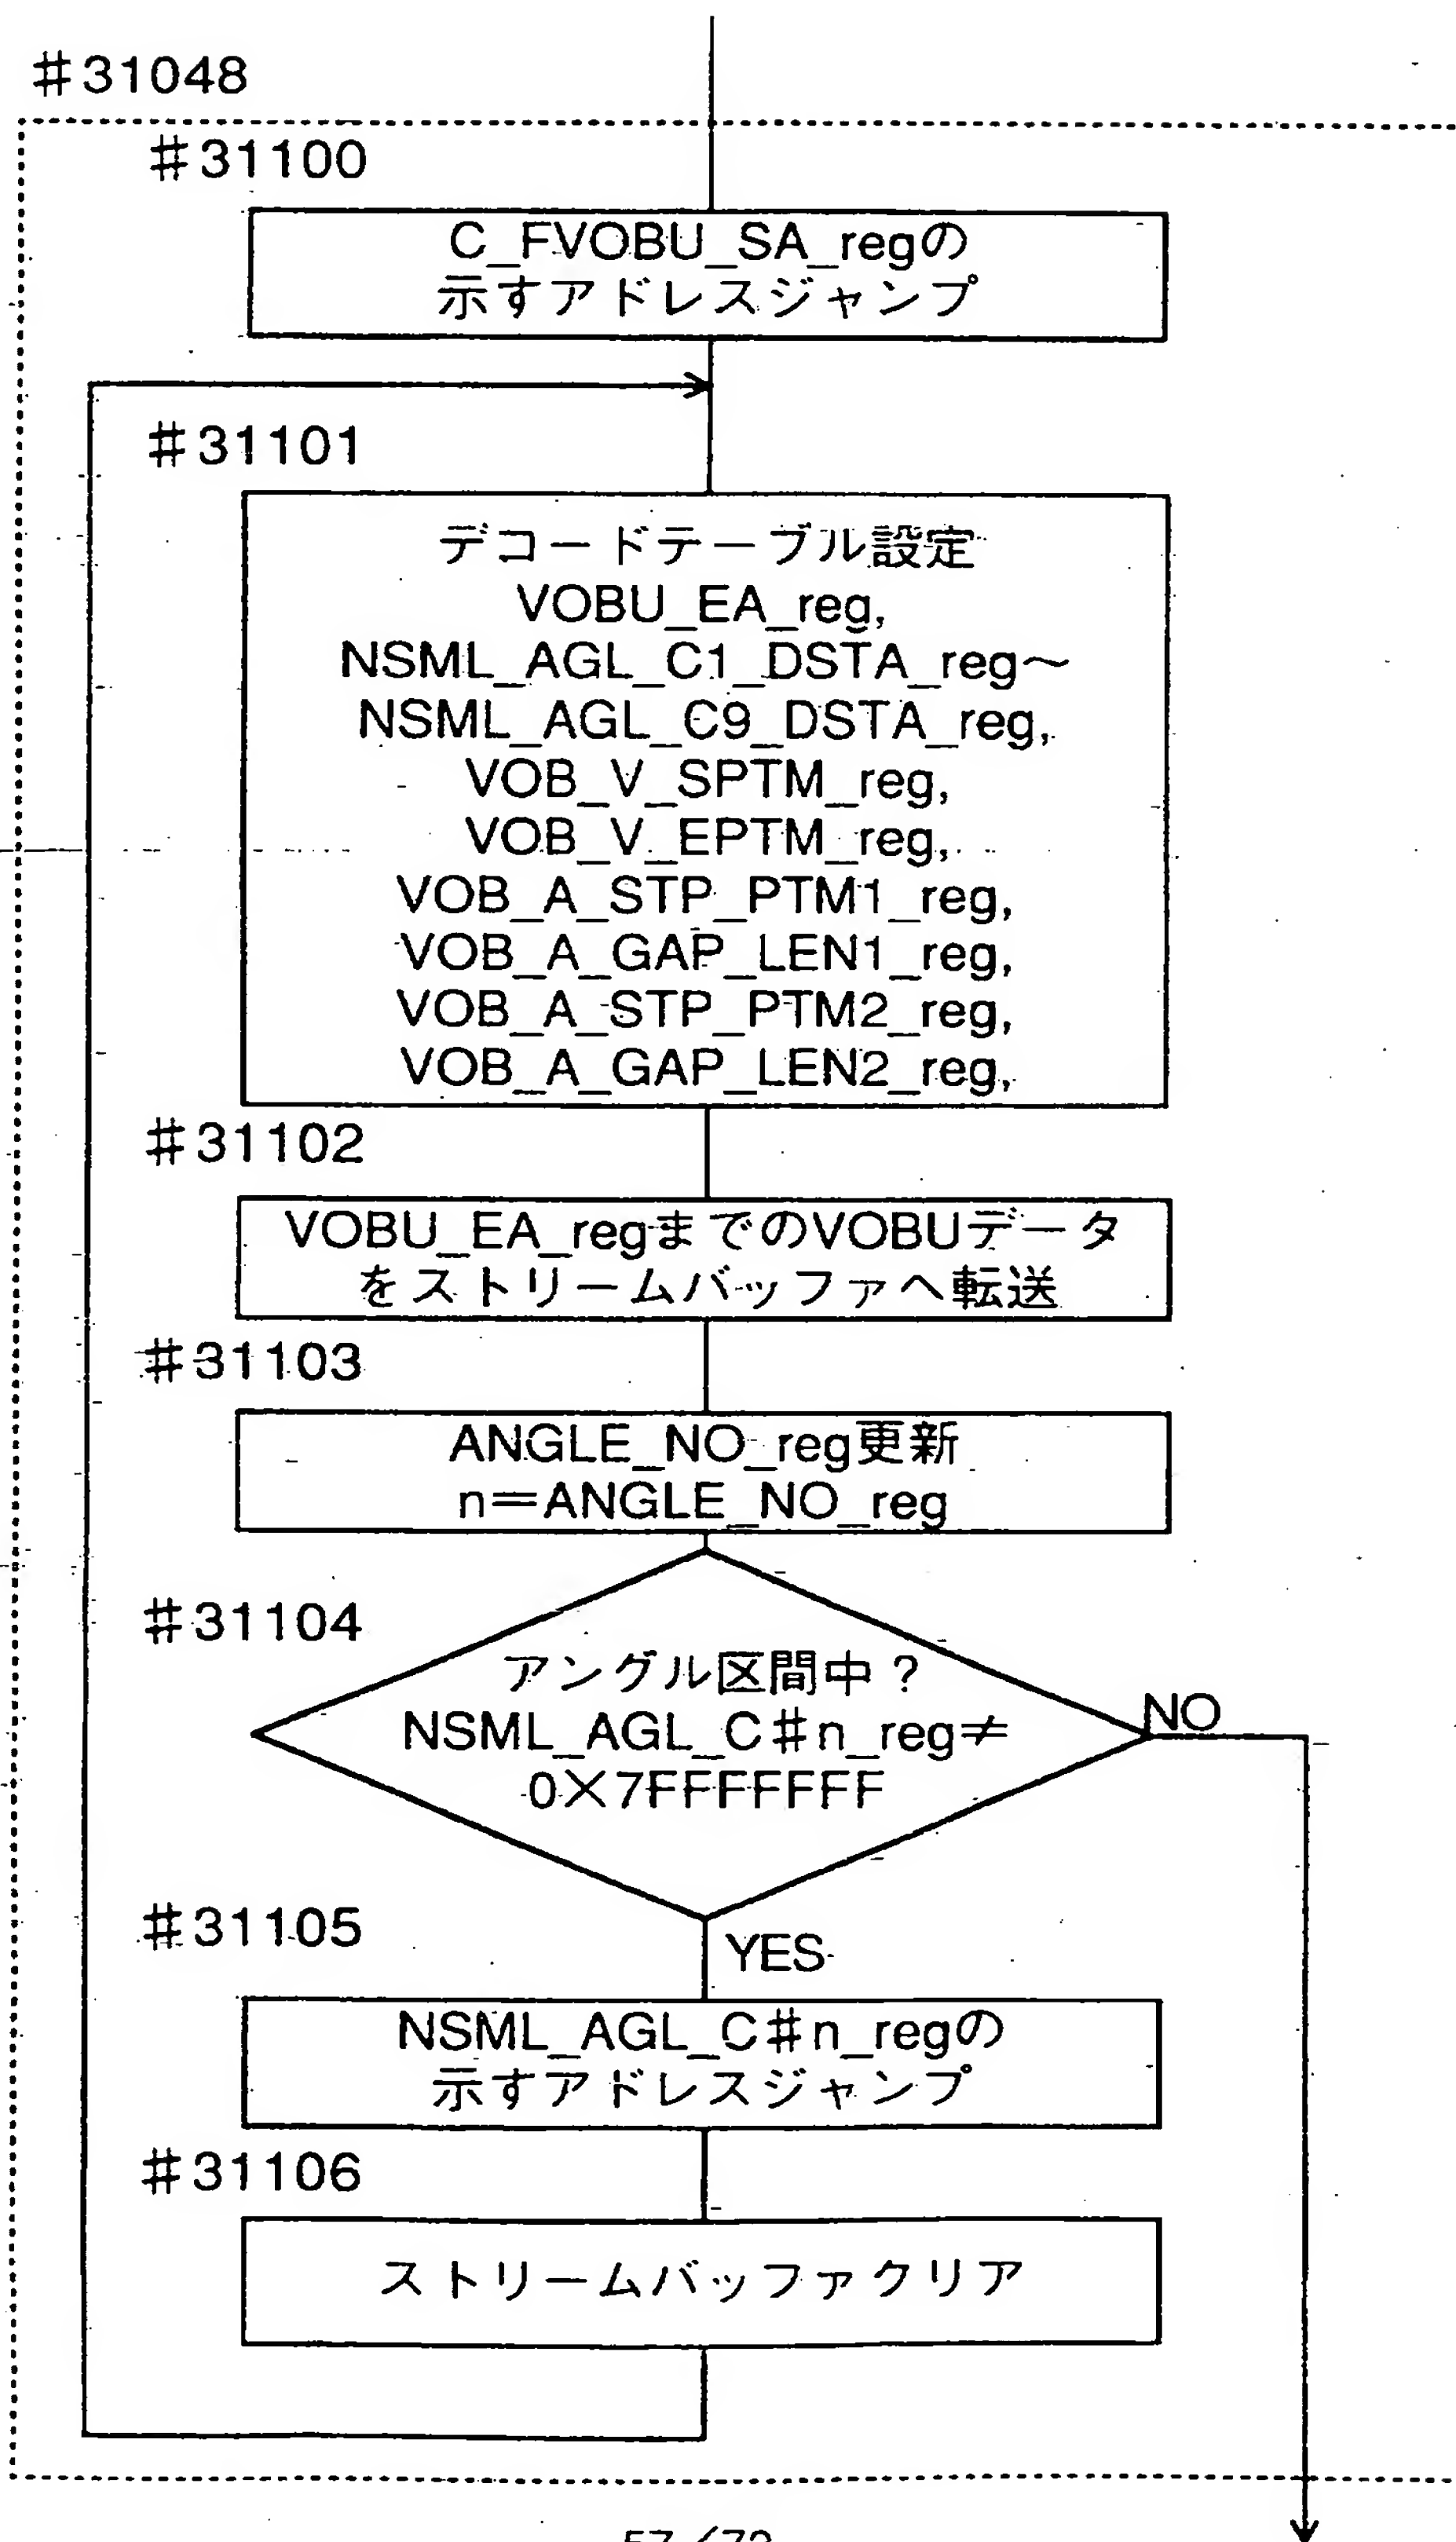 #31048
#31100
C_FVOBU_SA_regの
示すアドレスジャンプ
#31101
デコードテーブル設定
VOBU_EA_reg,
NSML_AGL_C1_DSTA_reg～
NSML_AGL_C9_DSTA_reg,
VOB_V_SPTM_reg,
VOB_V_EPTM_reg,
VOB_A_STP_PTM1_reg,
VOB_A_GAP_LEN1_reg,
VOB_A_STP_PTM2_reg,
VOB_A_GAP_LEN2_reg,
#31102
VOBU_EA_regまでのVOBUデータ
をストリームバッファへ転送
#31103
ANGLE_NO_reg更新
n＝ANGLE_NO_reg
#31104
アングル区間中？
NSML_AGL_C#n_reg≠
0×7FFFFFFF
NO
#31105
YES
NSML_AGL_C#n_regの
示すアドレスジャンプ
#31106
ストリームバッファクリア
57/72